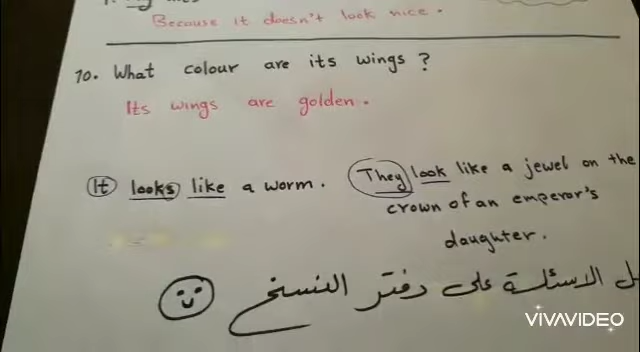 Because it doesn't look nice.
10. What colour are its wings?
Its wings are golden.
It looks like a worm.
They look like a jewel on the
crown of an emperor's
daughter.
الاسئلة على دفتر النسخ
VIVAVIDEO